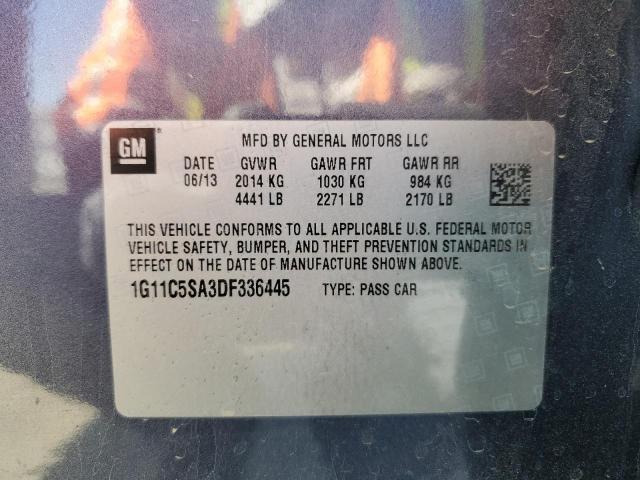 GM
MFD BY GENERAL MOTORS LLC
DATE GVWR GAWR FRT GAWR RR
06/13 2014 KG 1030 KG 984 KG
4441 LB 2271 LB 2170 LB
THIS VEHICLE CONFORMS TO ALL APPLICABLE U.S. FEDERAL MOTOR
VEHICLE SAFETY, BUMPER, AND THEFT PREVENTION STANDARDS IN
EFFECT ON THE DATE OF MANUFACTURE SHOWN ABOVE.
1G11C5SA3DF336445 TYPE: PASS CAR